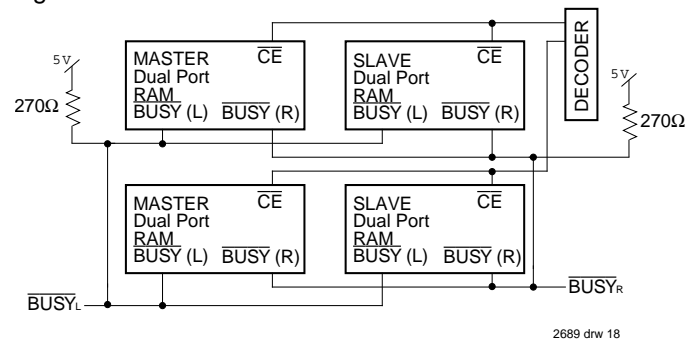 MASTER
Dual Port
RAM
BUSY (L)
CE
BUSY (R)
SLAVE
Dual Port
RAM
BUSY (L)
CE
BUSY (R)
DECODER
5V
270Ω
5V
270Ω
MASTER
Dual Port
RAM
BUSY (L)
CE
BUSY (R)
SLAVE
Dual Port
RAM
BUSY (L)
CE
BUSY (R)
BUSYL
BUSYR
2689 drw 18